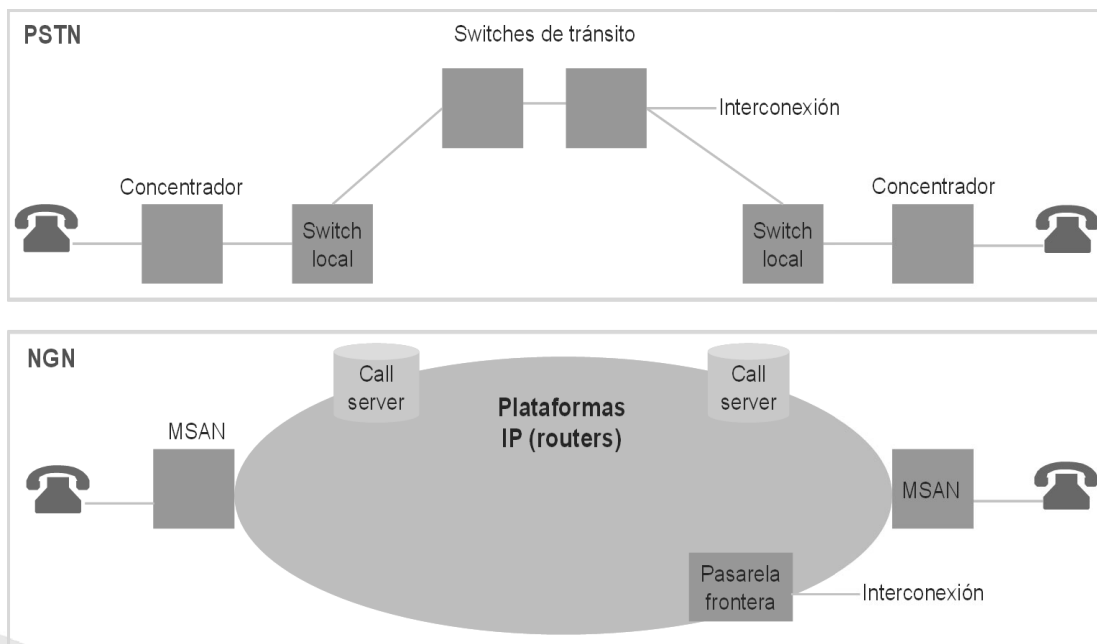 PSTN
Switches de tránsito
Interconexión
Concentrador
Concentrador
Switch
local
Switch
local
NGN
Call
server
Call
server
Plataformas
IP (routers)
MSAN
MSAN
Pasarela
frontera
Interconexión